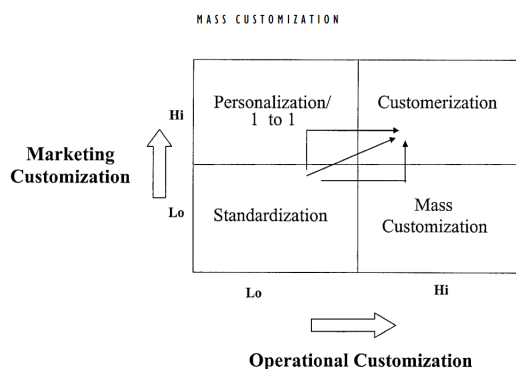 MASS CUSTOMIZATION
Personalization/
1 to 1
Customerization
Hi
Marketing
Customization
Lo
Standardization
Mass
Customization
Lo
Hi
Operational Customization